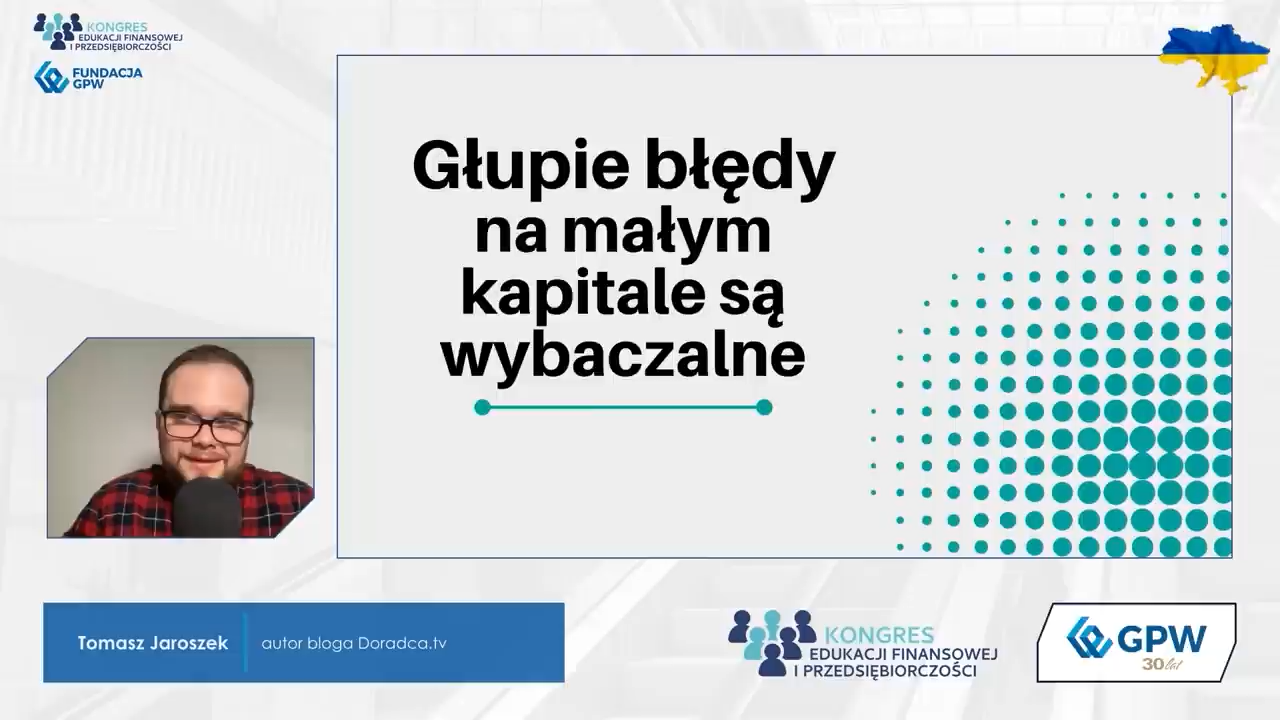 KONGRES
EDUKACJI FINANSOWEJ
I PRZEDSIĘBIORCZOŚCI
FUNDACJA
GPW
Głupie błędy
na małym
kapitale są
wybaczalne
Tomasz Jaroszek
autor bloga Doradca.tv
KONGRES
EDUKACJI FINANSOWEJ
I PRZEDSIĘBIORCZOŚCI
GPW
30 lat